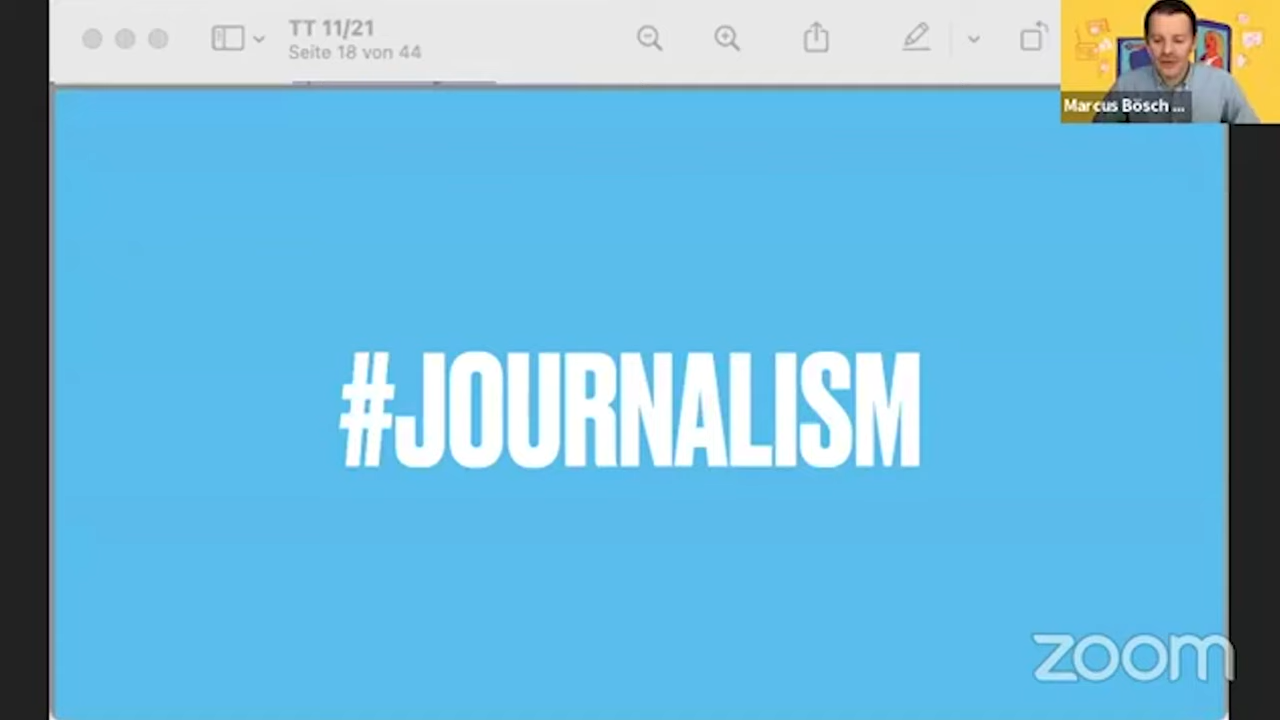 TT 11/21
Seite 18 von 44
Marcus Bösch ...
#JOURNALISM
zoom